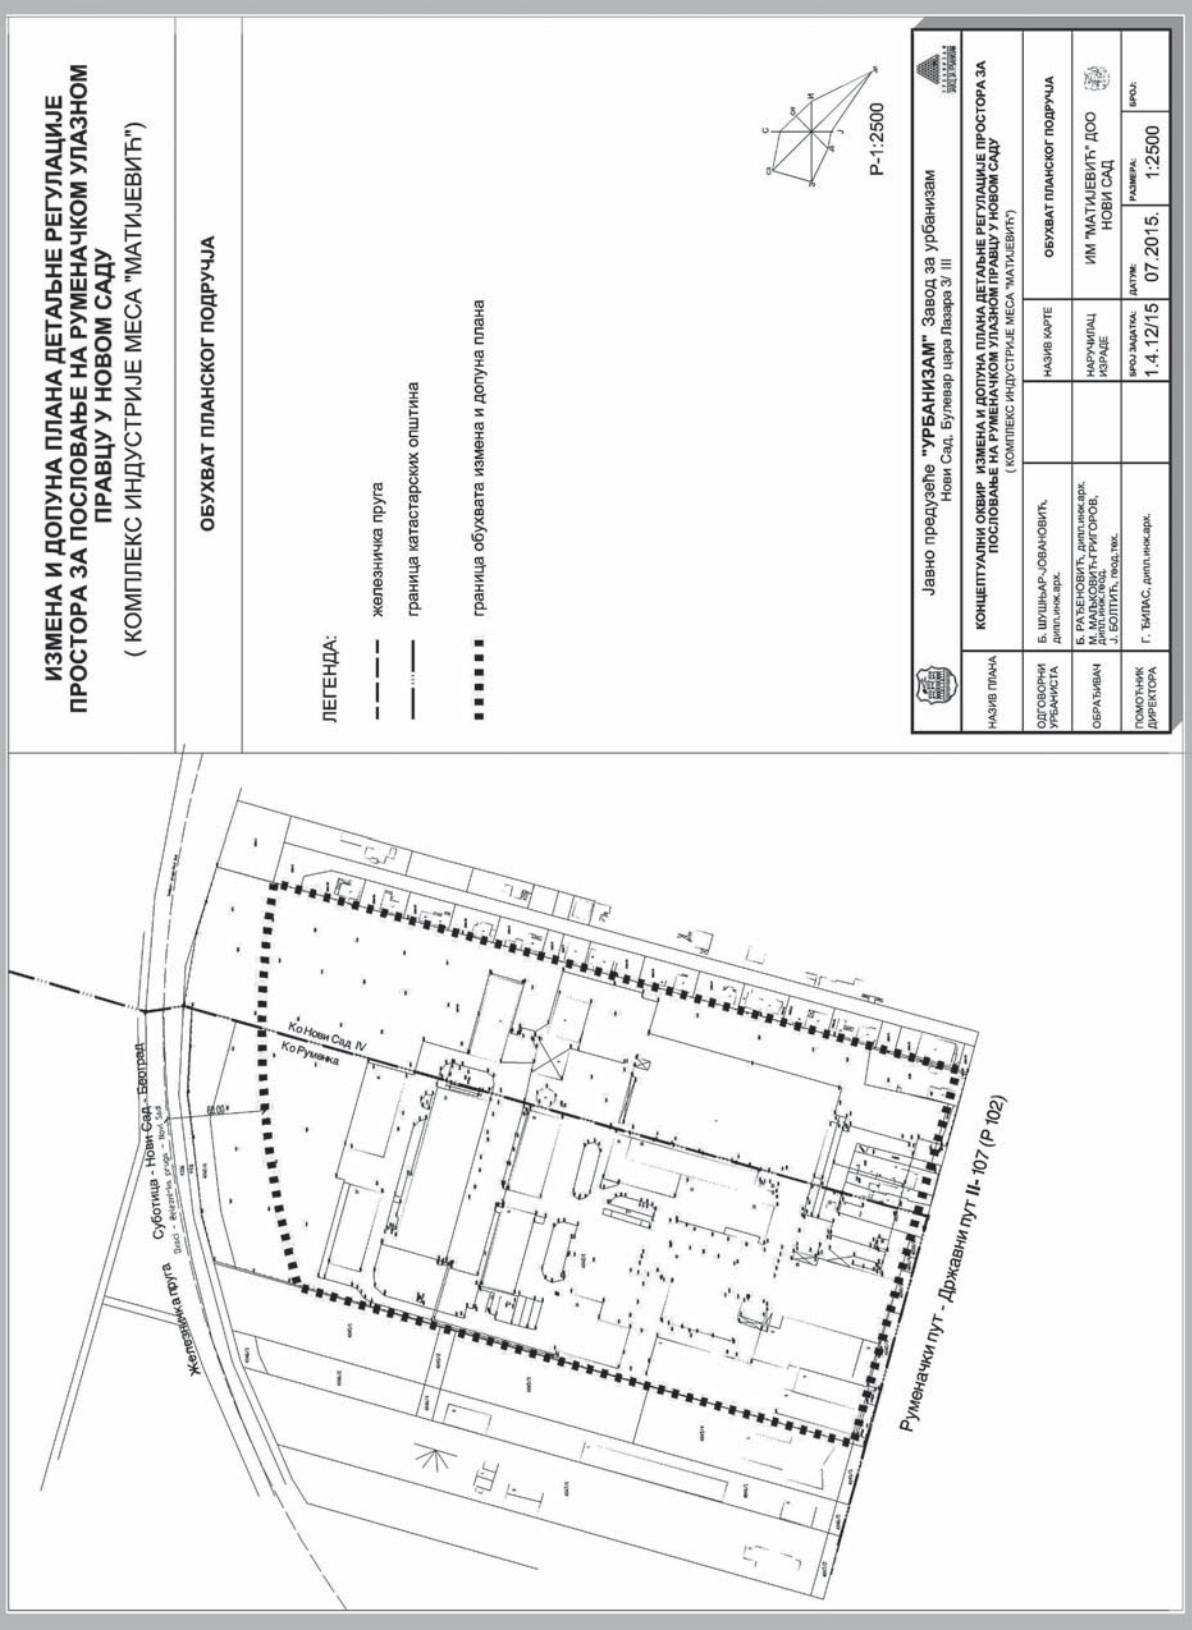 ИЗМЕНА И ДОПУНА ПЛАНА ДЕТАЉНЕ РЕГУЛАЦИЈЕ
ПРОСТОРА ЗА ПОСЛОВАЊЕ НА РУМЕНАЧКОМ УЛАЗНОМ
ПРАВЦУ У НОВОМ САДУ
( КОМПЛЕКС ИНДУСТРИЈЕ МЕСА "МАТИЈЕВИЋ")
ОБУХВАТ ПЛАНСКОГ ПОДРУЧЈА
ЛЕГЕНДА:
железничка пруга
граница катастарских општина
граница обухвата измена и допуна плана
Р-1:2500
Јавно предузеће "УРБАНИЗАМ" Завод за урбанизам
Нови Сад, Булевар цара Лазара 3/ III
НАЗИВ ПЛАНА
КОНЦЕПТУАЛНИ ОКВИР ИЗМЕНА И ДОПУНА ПЛАНА ДЕТАЉНЕ РЕГУЛАЦИЈЕ ПРОСТОРА ЗА
ПОСЛОВАЊЕ НА РУМЕНАЧКОМ УЛАЗНОМ ПРАВЦУ У НОВОМ САДУ
( КОМПЛЕКС ИНДУСТРИЈЕ МЕСА "МАТИЈЕВИЋ")
ОДГОВОРНИ
УРБАНИСТА
Б. ШУШЊАР-ЈОВАНОВИЋ,
дипл.инж.арх.
НАЗИВ КАРТЕ
ОБУХВАТ ПЛАНСКОГ ПОДРУЧЈА
ОБРАЂИВАЧ
Б. РАЂЕНОВИЋ, дипл.инж.арх.
М. МАЉКОВИЋ-ГРИГОРОВ,
дипл.инж.геод.
Ј. БОЛТИЋ, геод.тех.
НАРУЧИЛАЦ
ИЗРАДЕ
ИМ "МАТИЈЕВИЋ" ДОО
НОВИ САД
ПОМОЋНИК
ДИРЕКТОРА
Г. ЂИЛАС, дипл.инж.арх.
БРОЈ ЗАДАТКА:
1.4.12/15
ДАТУМ:
07.2015.
РАЗМЕРА:
1:2500
БРОЈ:
Железничка пруга
Суботица - Нови Сад - Београд
Ко Нови Сад IV
Ко Руменка
Руменачки пут - Државни пут II-107 (Р 102)